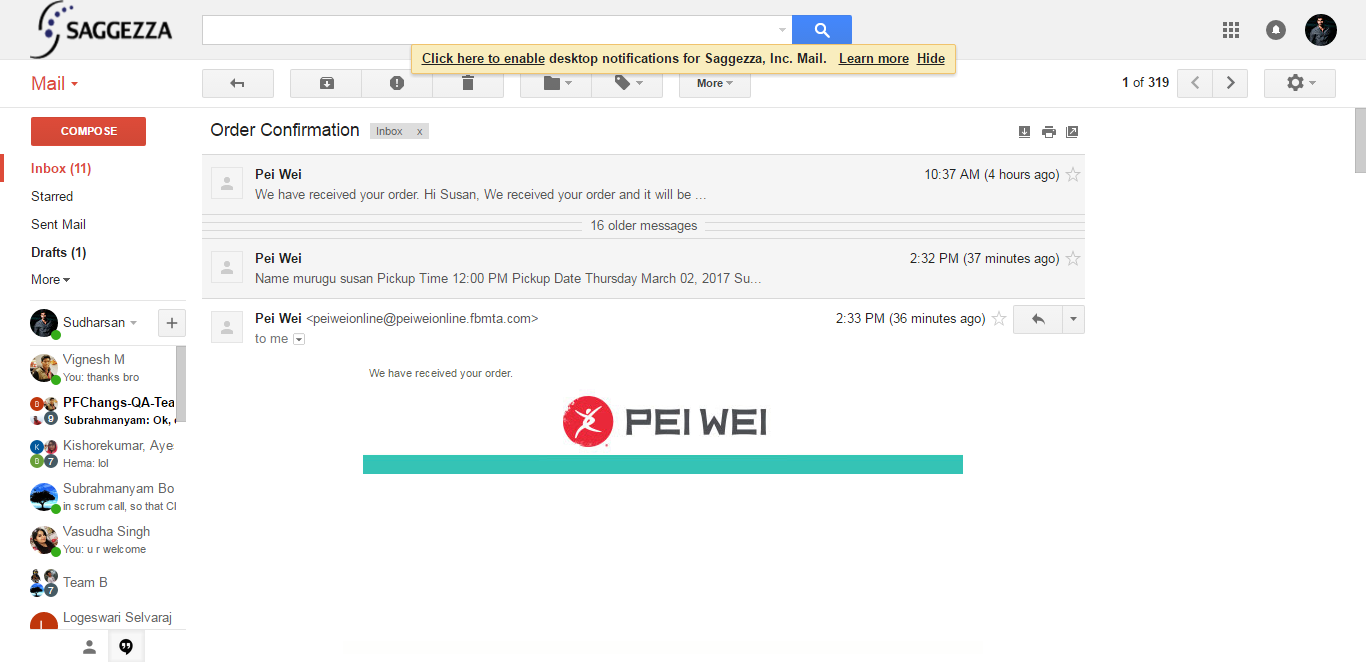 SAGGEZZA
Click here to enable desktop notifications for Saggezza, Inc. Mail. Learn more Hide
Mail
More
1 of 319
COMPOSE
Inbox (11)
Starred
Sent Mail
Drafts (1)
More
Sudharsan
Vignesh M
You: thanks bro
PFChangs-QA-Tea
Subrahmanyam: Ok,
Kishorekumar, Aye
Hema: lol
Subrahmanyam Bo
in scrum call, so that Cl
Vasudha Singh
You: u r welcome
Team B
Logeswari Selvaraj
Order Confirmation
Inbox x
Pei Wei
10:37 AM (4 hours ago)
We have received your order. Hi Susan, We received your order and it will be ...
16 older messages
Pei Wei
2:32 PM (37 minutes ago)
Name murugu susan Pickup Time 12:00 PM Pickup Date Thursday March 02, 2017 Su...
Pei Wei <peiweionline@peiweionline.fbmta.com>
2:33 PM (36 minutes ago)
to me
We have received your order.
PEI WEI